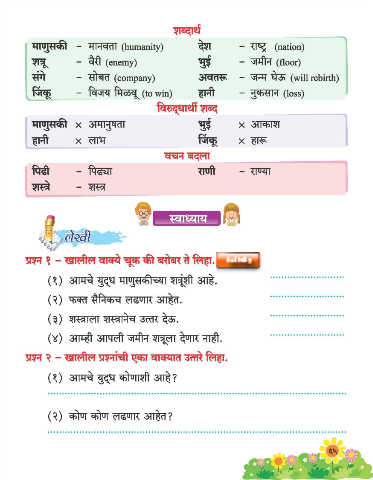 शब्दार्थ
माणुसकी – मानवता (humanity) देश – राष्ट्र (nation)
शत्रू – वैरी (enemy) भुई – जमीन (floor)
संगे – सोबत (company) अवतरू – जन्म घेऊ (will rebirth)
जिंकू – विजय मिळवू (to win) हानी – नुकसान (loss)
विरुद्धार्थी शब्द
माणुसकी × अमानुषता भुई × आकाश
हानी × लाभ जिंकू × हारू
वचन बदला
पिढी – पिढ्या राणी – राण्या
शस्त्रे – शस्त्र
स्वाध्याय
लेखी
प्रश्न १ – खालील वाक्ये चूक की बरोबर ते लिहा.
(१) आमचे युद्ध माणुसकीच्या शत्रूंशी आहे.
(२) फक्त सैनिकच लढणार आहेत.
(३) शस्त्राला शस्त्रानेच उत्तर देऊ.
(४) आम्ही आपली जमीन शत्रूला देणार नाही.
प्रश्न २ – खालील प्रश्नांची एका वाक्यात उत्तरे लिहा.
(१) आमचे युद्ध कोणाशी आहे?
(२) कोण कोण लढणार आहेत?